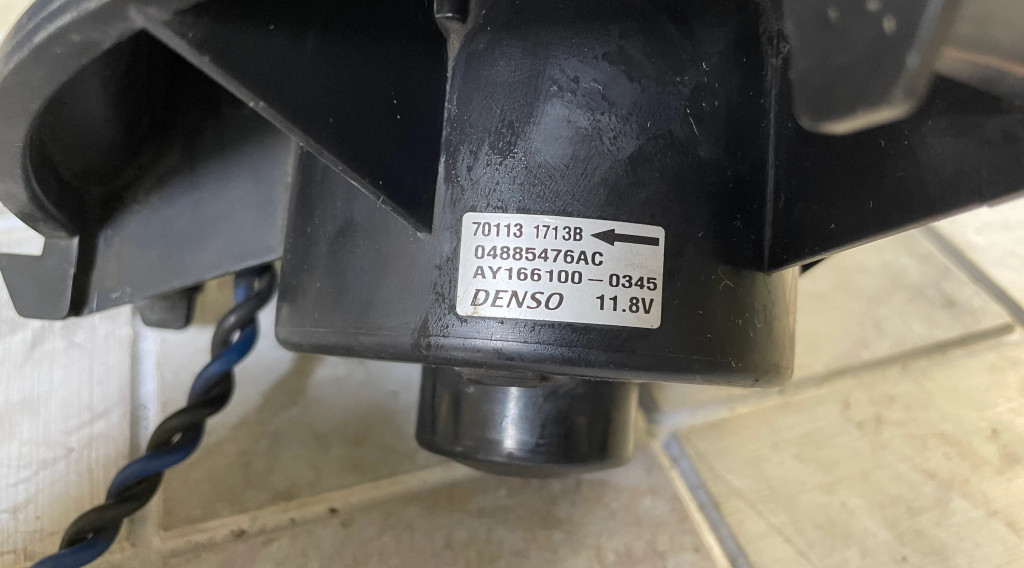 70113 1713B
04885476AC
AY166100-0345
DENSO 11.8V